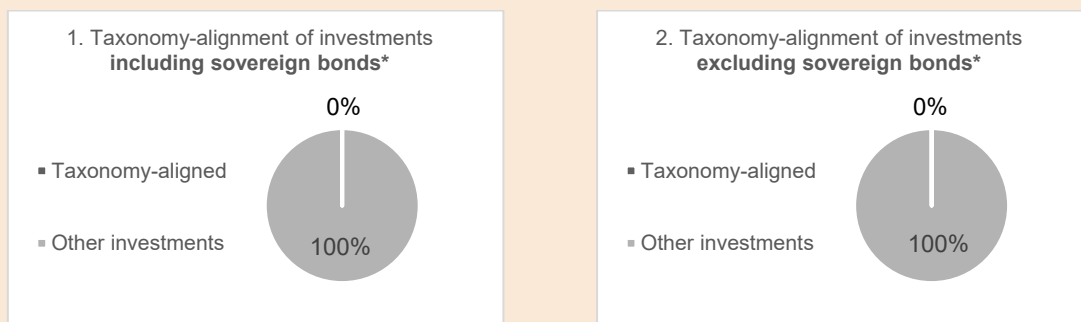 1. Taxonomy-alignment of investments
including sovereign bonds*
0%
Taxonomy-aligned
Other investments
100%
2. Taxonomy-alignment of investments
excluding sovereign bonds*
0%
Taxonomy-aligned
Other investments
100%